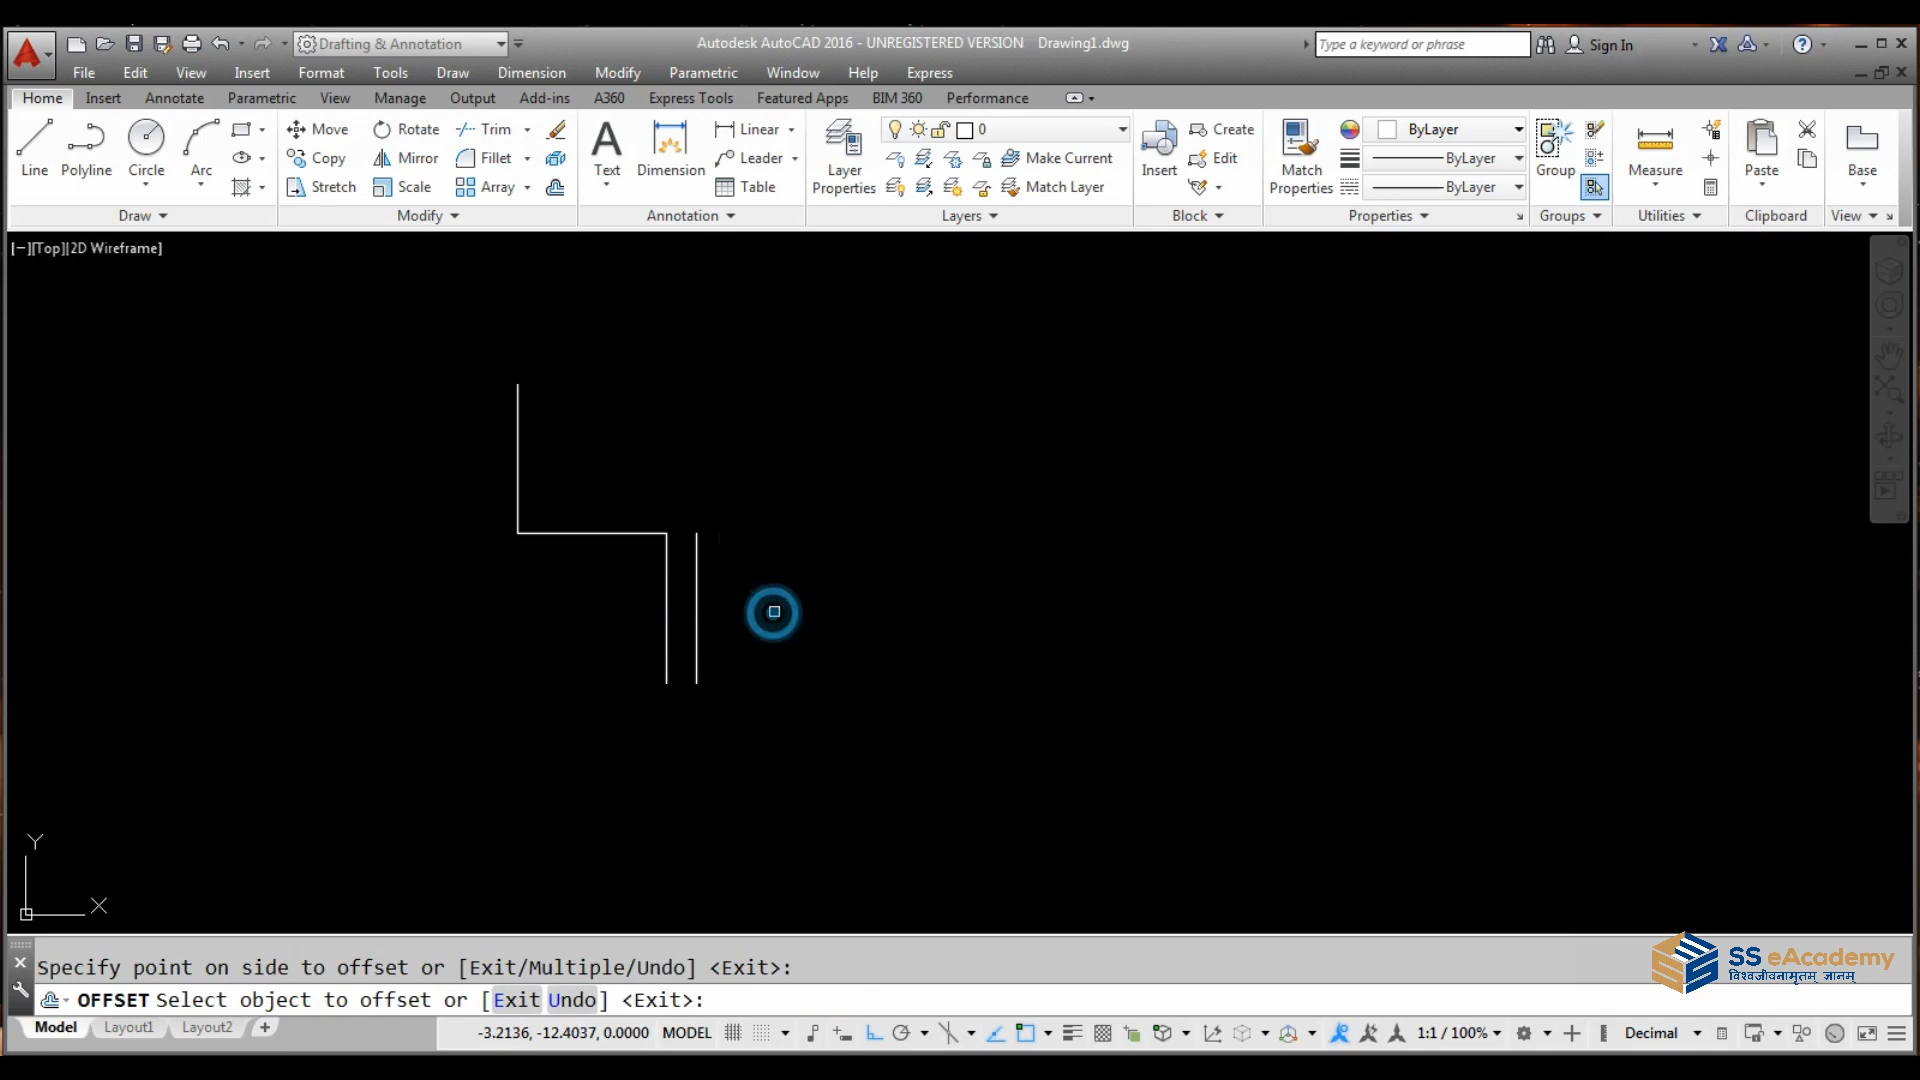 Drafting & Annotation
Autodesk AutoCAD 2016 - UNREGISTERED VERSION Drawing1.dwg
Type a keyword or phrase
Sign In
File Edit View Insert Format Tools Draw Dimension Modify Parametric Window Help Express
Home Insert Annotate Parametric View Manage Output Add-ins A360 Express Tools Featured Apps BIM 360 Performance
Line Polyline Circle Arc
Draw
Move Rotate Trim
Copy Mirror Fillet
Stretch Scale Array
Modify
Text Dimension
Linear
Leader
Table
Annotation
Layer Properties
0
Make Current
Match Layer
Layers
Insert
Create
Edit
Block
Match Properties
ByLayer
ByLayer
ByLayer
Properties
Group
Groups
Measure
Utilities
Paste
Clipboard
Base
View
[−][Top][2D Wireframe]
Y
X
Specify point on side to offset or [Exit/Multiple/Undo] <Exit>:
OFFSET Select object to offset or [Exit Undo] <Exit>:
SS eAcademy
विश्वजीवनामृतम् ज्ञानम्
Model Layout1 Layout2 +
-3.2136, -12.4037, 0.0000 MODEL
1:1 / 100%
Decimal